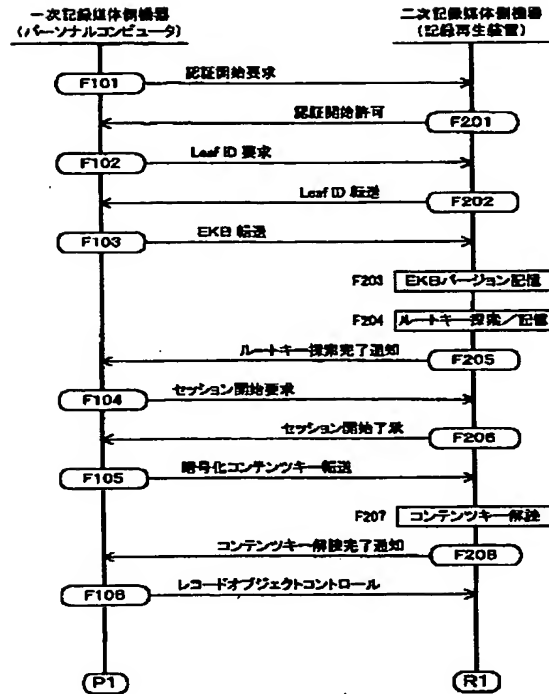 一次記録媒体側機器
(パーソナルコンピュータ)
二次記録媒体側機器
(記録再生装置)
F101
認証開始要求
認証開始許可
F201
F102
Leaf ID 要求
Leaf ID 転送
F202
F103
EKB 転送
F203
EKBバージョン記憶
F204
ルートキー探索/記憶
ルートキー探索完了通知
F205
F104
セッション開始要求
セッション開始了承
F206
F105
暗号化コンテンツキー転送
F207
コンテンツキー解読
コンテンツキー解読完了通知
F208
F106
レコードオブジェクトコントロール
P1
R1